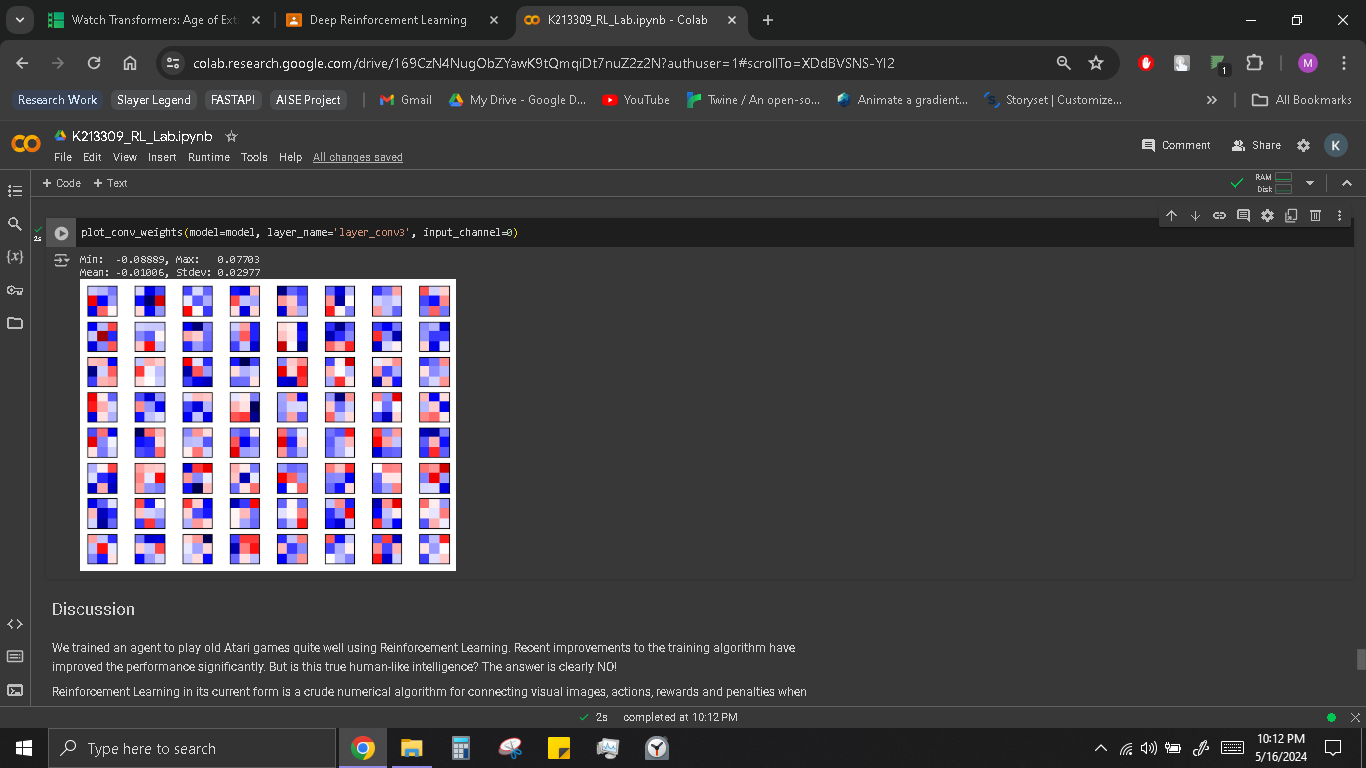 Watch Transformers: Age of Ext
Deep Reinforcement Learning
K213309_RL_Lab.ipynb - Colab
colab.research.google.com/drive/169CzN4NugObZYawK9tQmqiDt7nuZ2z2N?authuser=1#scrollTo=XDdBVSNS-Yl2
1
M
Research Work
Slayer Legend
FASTAPI
AISE Project
Gmail
My Drive - Google D...
YouTube
Twine / An open-so...
Animate a gradient...
Storyset | Customize...
»
All Bookmarks
K213309_RL_Lab.ipynb
File Edit View Insert Runtime Tools Help All changes saved
Comment
Share
K
+ Code + Text
RAM
Disk
2s
plot_conv_weights(model=model, layer_name='layer_conv3', input_channel=0)
Min: -0.08889, Max: 0.07703
Mean: -0.01006, Stdev: 0.02977
Discussion
We trained an agent to play old Atari games quite well using Reinforcement Learning. Recent improvements to the training algorithm have
improved the performance significantly. But is this true human-like intelligence? The answer is clearly NO!
Reinforcement Learning in its current form is a crude numerical algorithm for connecting visual images, actions, rewards and penalties when
2s completed at 10:12 PM
Type here to search
10:12 PM
5/16/2024